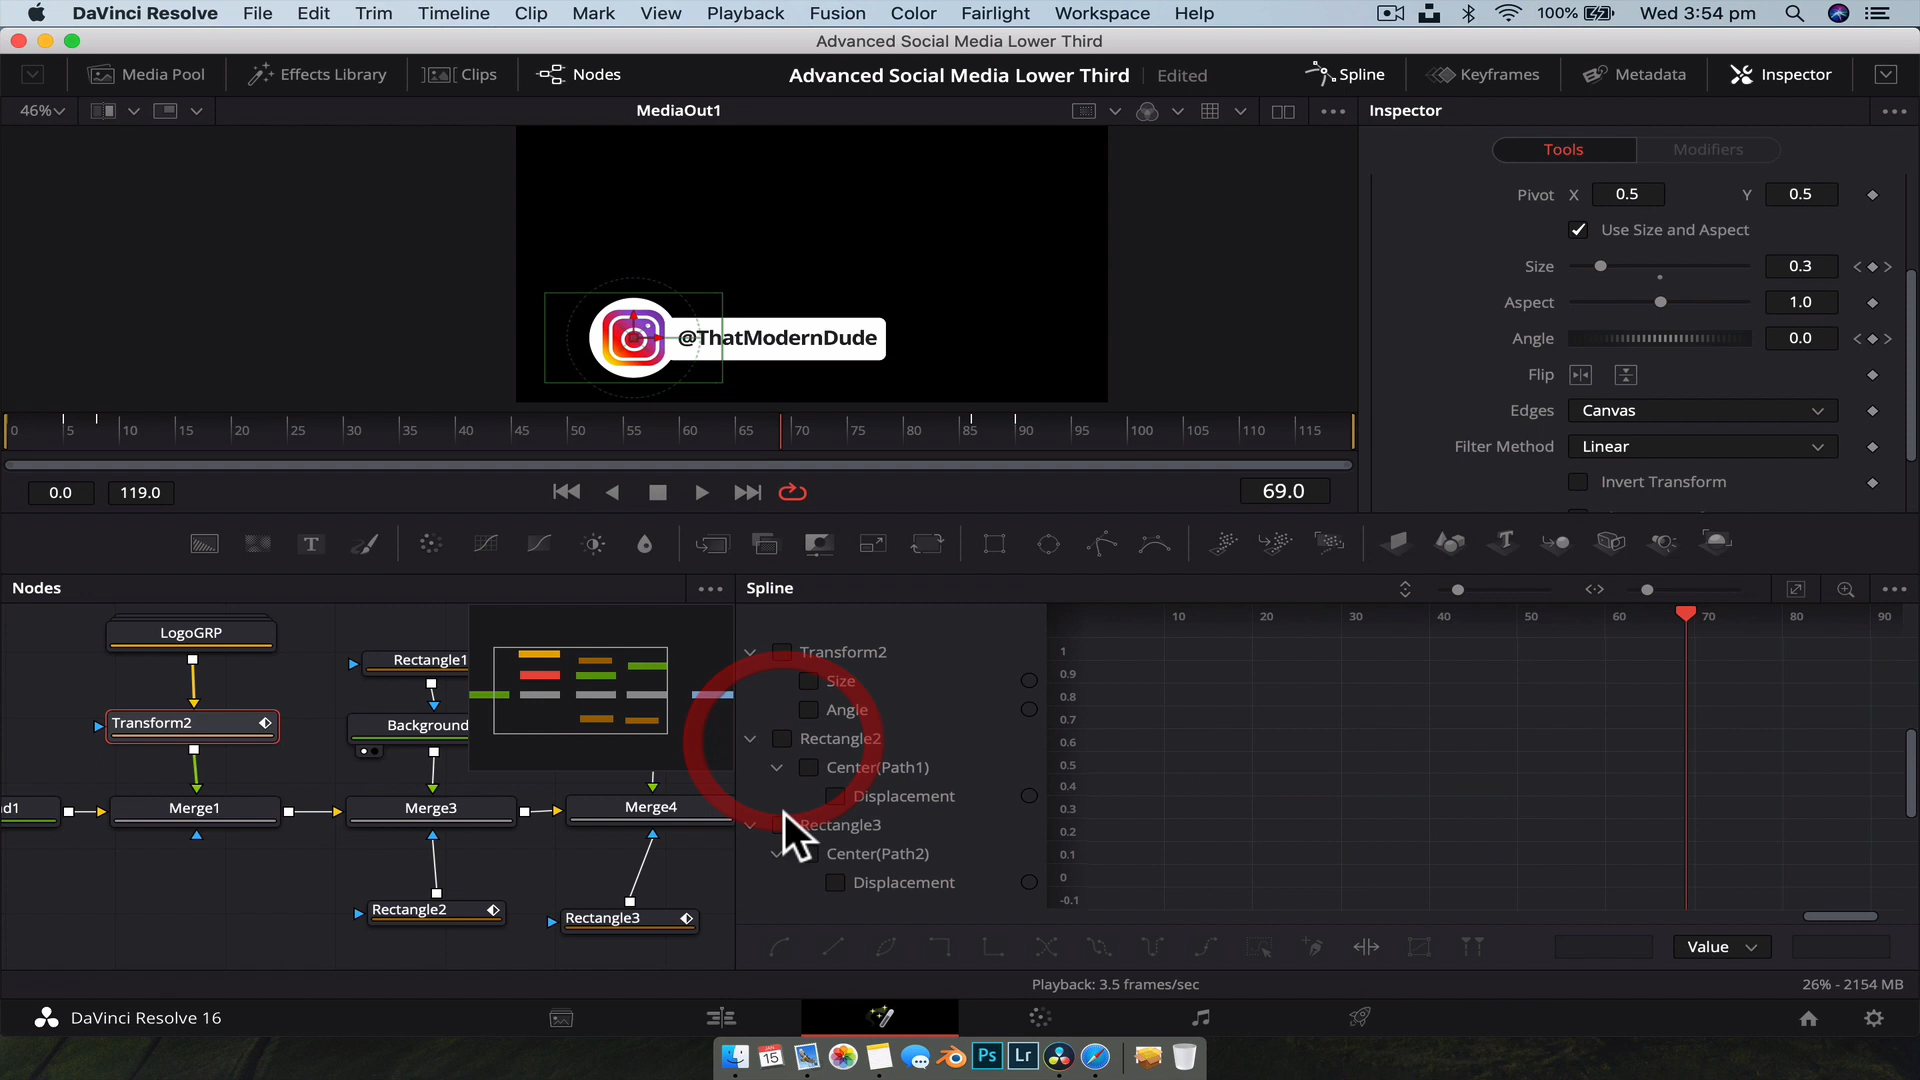 DaVinci Resolve File Edit Trim Timeline Clip Mark View Playback Fusion Color Fairlight Workspace Help 100% Wed 3:54 pm
Advanced Social Media Lower Third
Media Pool Effects Library Clips Nodes Advanced Social Media Lower Third Edited Spline Keyframes Metadata Inspector
46% MediaOut1 Inspector
Tools Modifiers
Pivot X 0.5 Y 0.5
Use Size and Aspect
Size 0.3
Aspect 1.0
Angle 0.0
Flip
Edges Canvas
Filter Method Linear
Invert Transform
@ThatModernDude
0 5 10 15 20 25 30 35 40 45 50 55 60 65 70 75 80 85 90 95 100 105 110 115
0.0 119.0 69.0
T
Nodes Spline
LogoGRP
Rectangle1
Transform2
Background
d1 Merge1 Merge3 Merge4
Rectangle2 Rectangle3
10 20 30 40 50 60 70 80 90
Transform2
Size
Angle
Rectangle2
Center(Path1)
Displacement
Rectangle3
Center(Path2)
Displacement
1
0.9
0.8
0.7
0.6
0.5
0.4
0.3
0.2
0.1
0
-0.1
Value
Playback: 3.5 frames/sec 26% - 2154 MB
DaVinci Resolve 16
JAN
15
Ps Lr